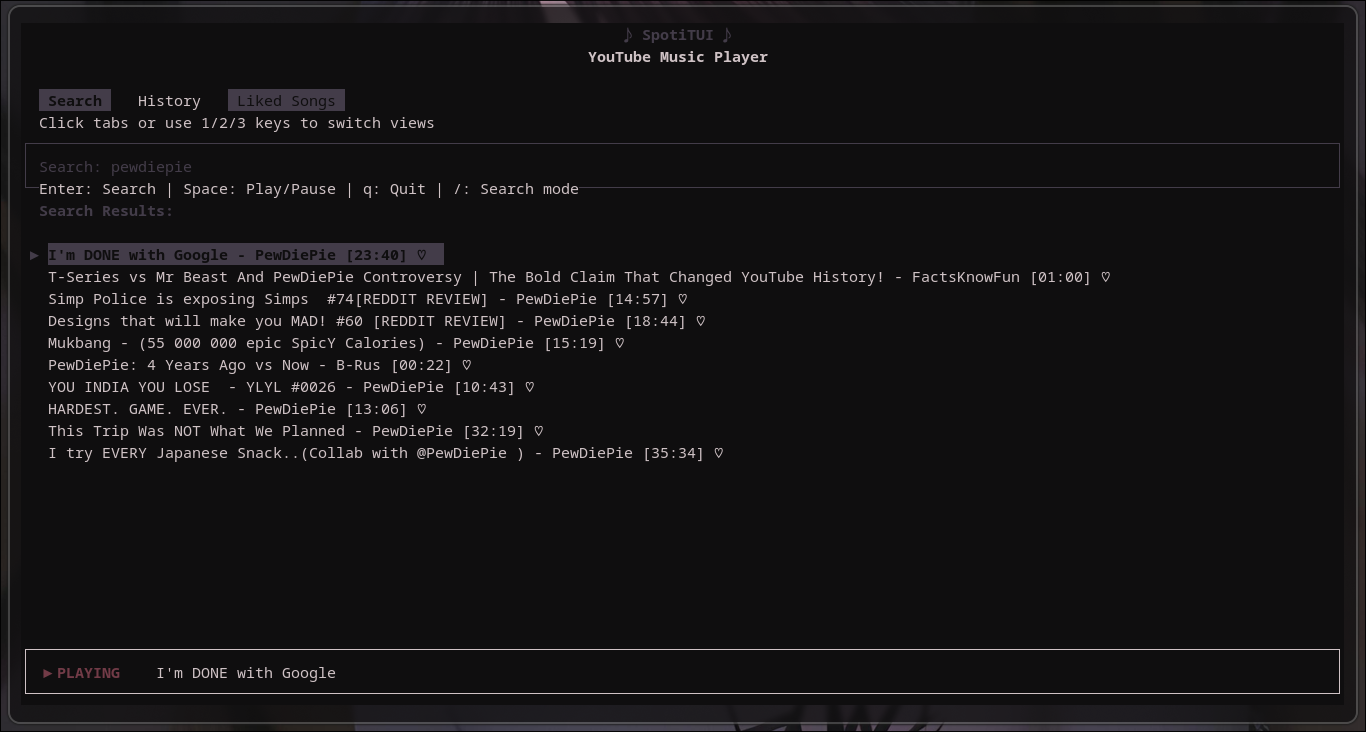 ♪ SpotiTUI ♪
YouTube Music Player
Search History Liked Songs
Click tabs or use 1/2/3 keys to switch views
Search: pewdiepie
Enter: Search | Space: Play/Pause | q: Quit | /: Search mode
Search Results:
▶ I'm DONE with Google - PewDiePie [23:40] ♡
T-Series vs Mr Beast And PewDiePie Controversy | The Bold Claim That Changed YouTube History! - FactsKnowFun [01:00] ♡
Simp Police is exposing Simps  #74[REDDIT REVIEW] - PewDiePie [14:57] ♡
Designs that will make you MAD! #60 [REDDIT REVIEW] - PewDiePie [18:44] ♡
Mukbang - (55 000 000 epic SpicY Calories) - PewDiePie [15:19] ♡
PewDiePie: 4 Years Ago vs Now - B-Rus [00:22] ♡
YOU INDIA YOU LOSE  - YLYL #0026 - PewDiePie [10:43] ♡
HARDEST. GAME. EVER. - PewDiePie [13:06] ♡
This Trip Was NOT What We Planned - PewDiePie [32:19] ♡
I try EVERY Japanese Snack..(Collab with @PewDiePie ) - PewDiePie [35:34] ♡
▶ PLAYING I'm DONE with Google